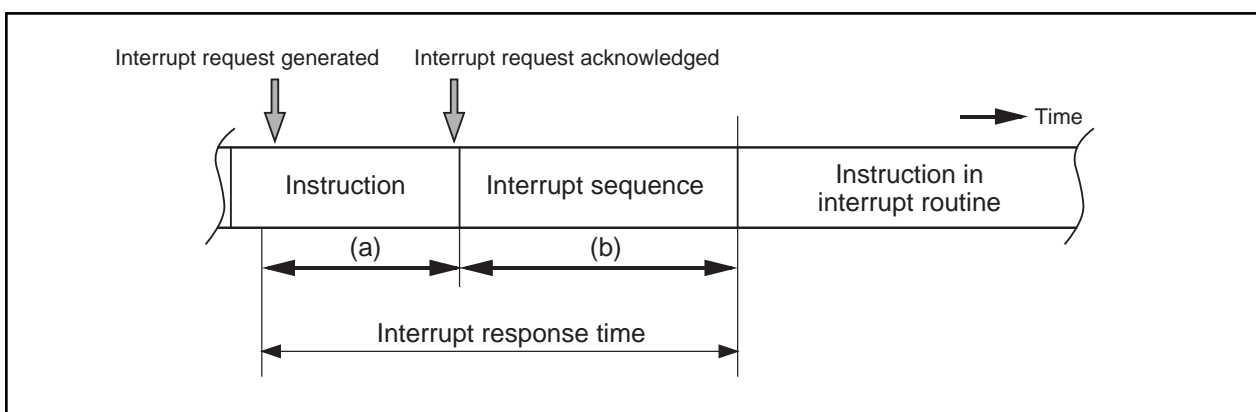 Interrupt request generated
Interrupt request acknowledged
Time
Instruction
Interrupt sequence
Instruction in
interrupt routine
(a)
(b)
Interrupt response time